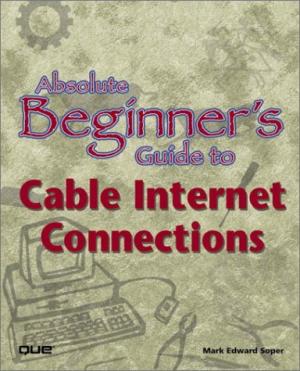 Absolute
Beginner's
Guide to
Cable Internet
Connections
QUE
Mark Edward Soper